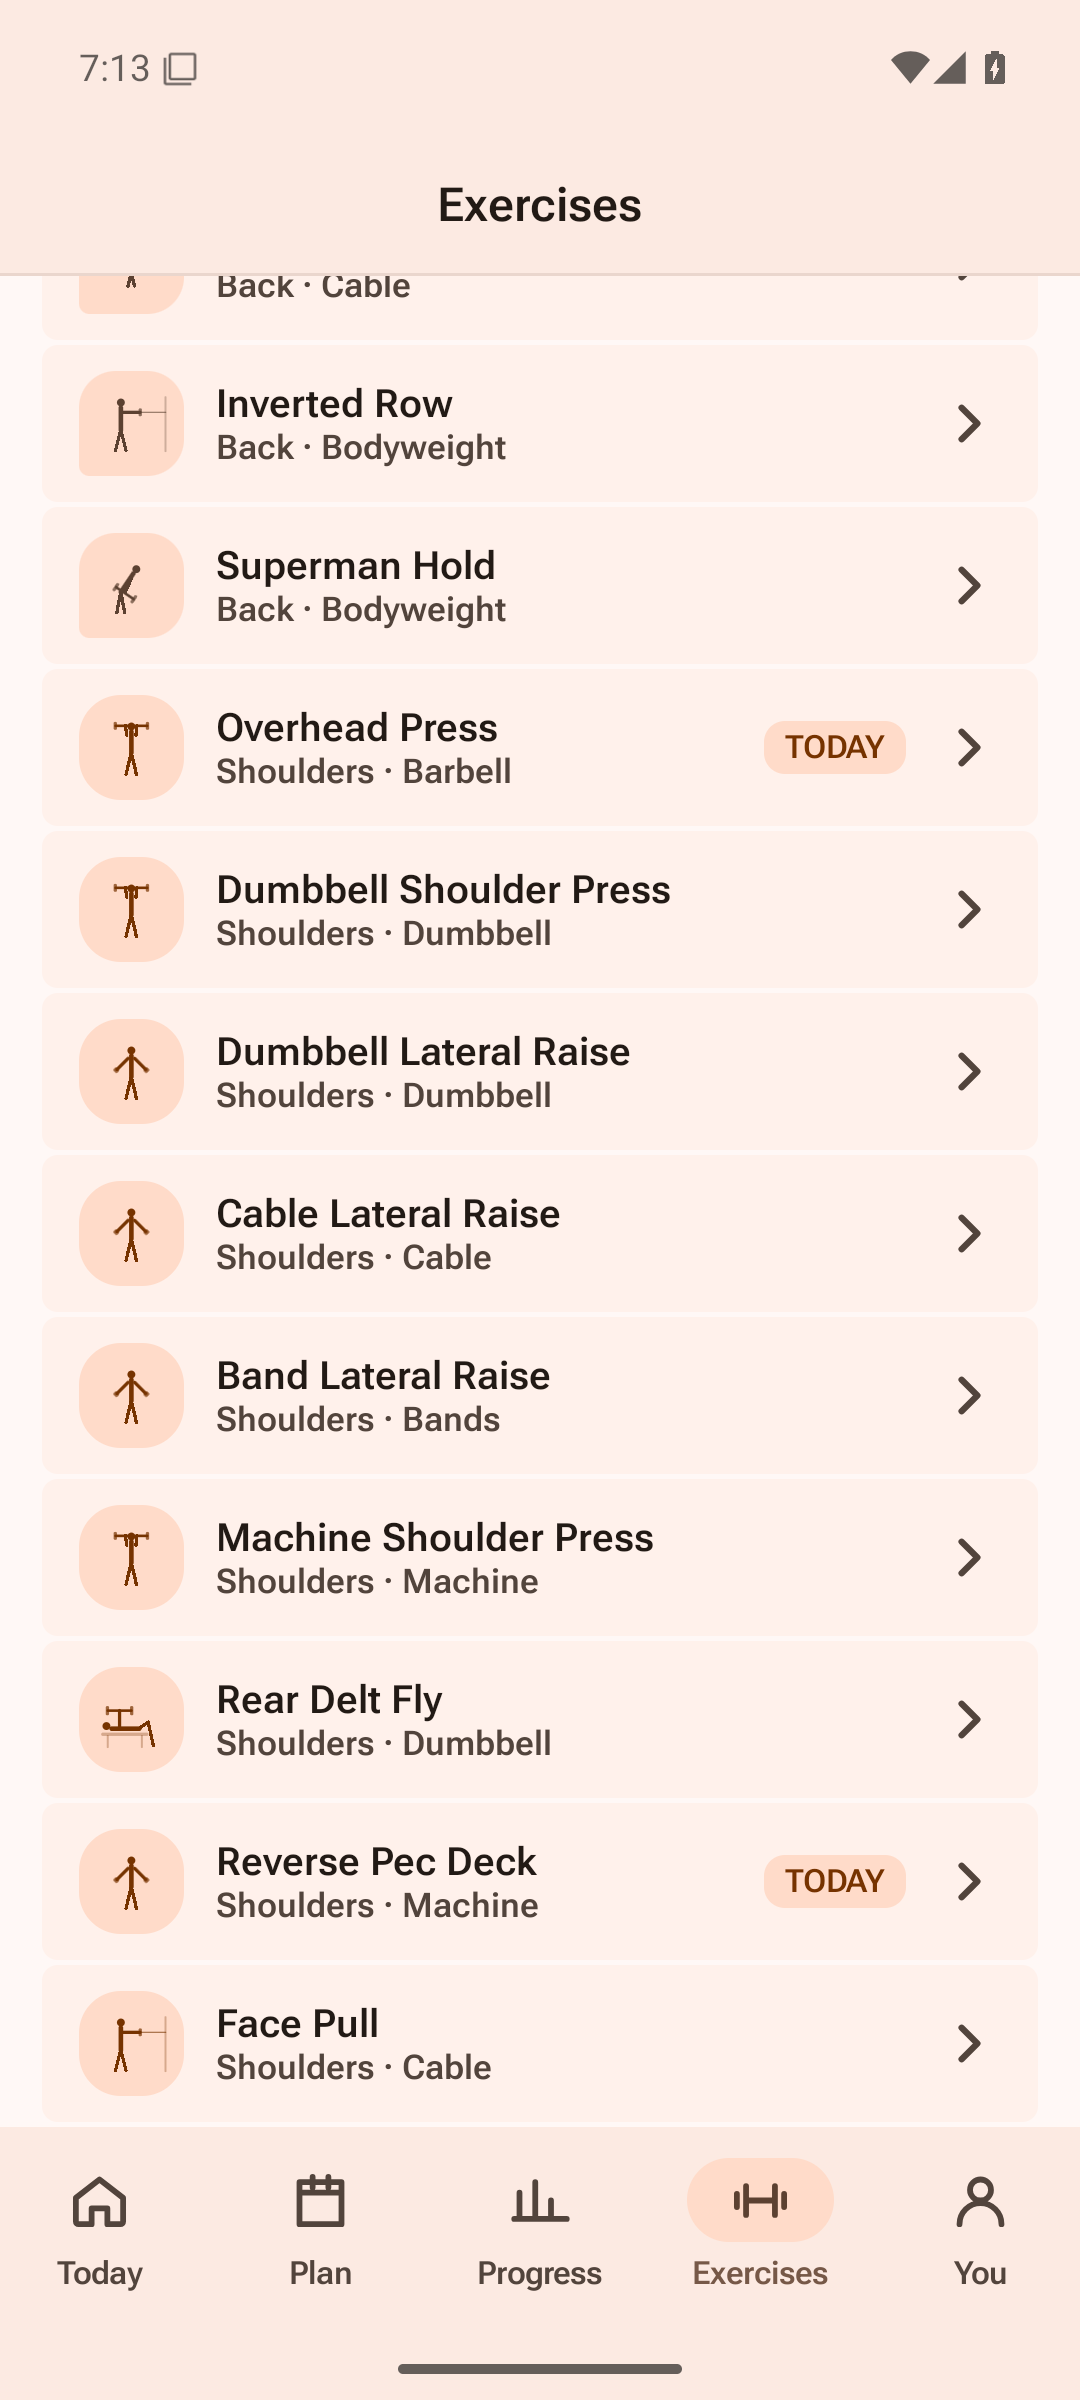 7:13
Exercises
Back · Cable
Inverted Row
Back · Bodyweight
Superman Hold
Back · Bodyweight
Overhead Press
Shoulders · Barbell
TODAY
Dumbbell Shoulder Press
Shoulders · Dumbbell
Dumbbell Lateral Raise
Shoulders · Dumbbell
Cable Lateral Raise
Shoulders · Cable
Band Lateral Raise
Shoulders · Bands
Machine Shoulder Press
Shoulders · Machine
Rear Delt Fly
Shoulders · Dumbbell
Reverse Pec Deck
Shoulders · Machine
TODAY
Face Pull
Shoulders · Cable
Today
Plan
Progress
Exercises
You